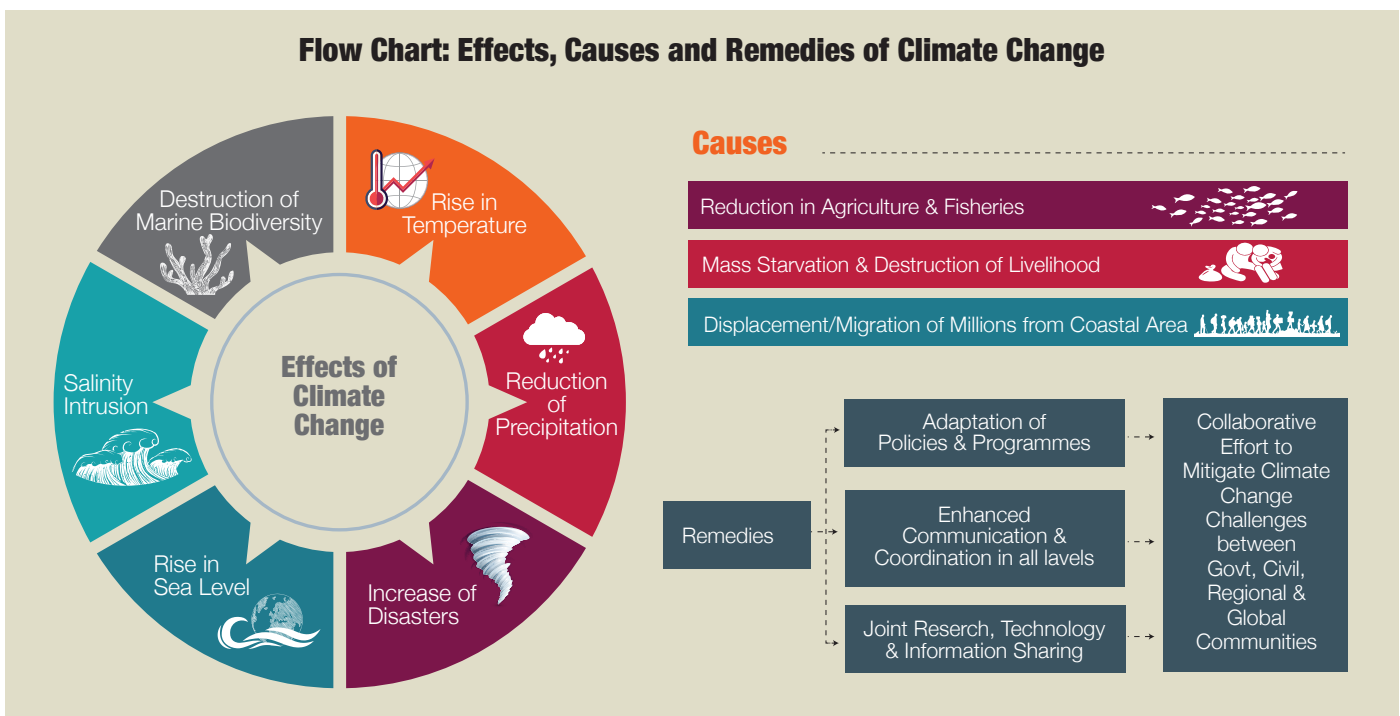 Flow Chart: Effects, Causes and Remedies of Climate Change
Destruction of
Marine Biodiversity
Rise in
Temperature
Salinity
Intrusion
Effects of
Climate
Change
Reduction
of
Precipitation
Rise in
Sea Level
Increase of
Disasters
Causes
Reduction in Agriculture & Fisheries
Mass Starvation & Destruction of Livelihood
Displacement/Migration of Millions from Coastal Area
Remedies
Adaptation of
Policies & Programmes
Enhanced
Communication &
Coordination in all lavels
Joint Reserch, Technology
& Information Sharing
Collaborative
Effort to
Mitigate Climate
Change
Challenges
between
Govt, Civil,
Regional &
Global
Communities